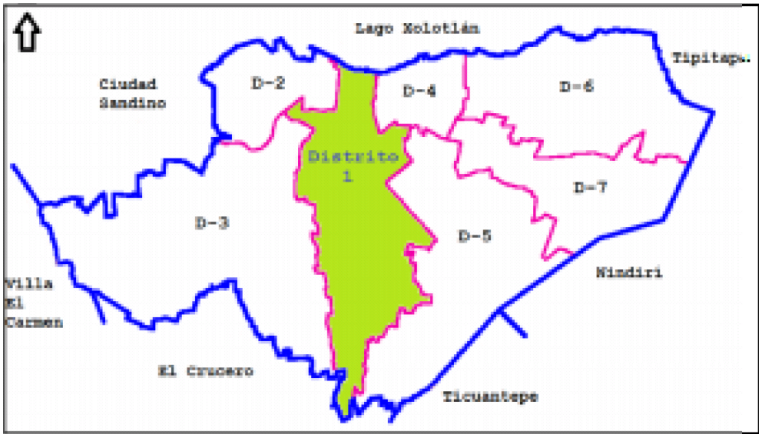 Lago Xolotlán
Tipitapa
Ciudad
Sandino
D-2
D-4
D-6
Distrito
1
D-7
D-3
D-5
Nindiri
Villa
El
Carmen
El Crucero
Ticuantepe